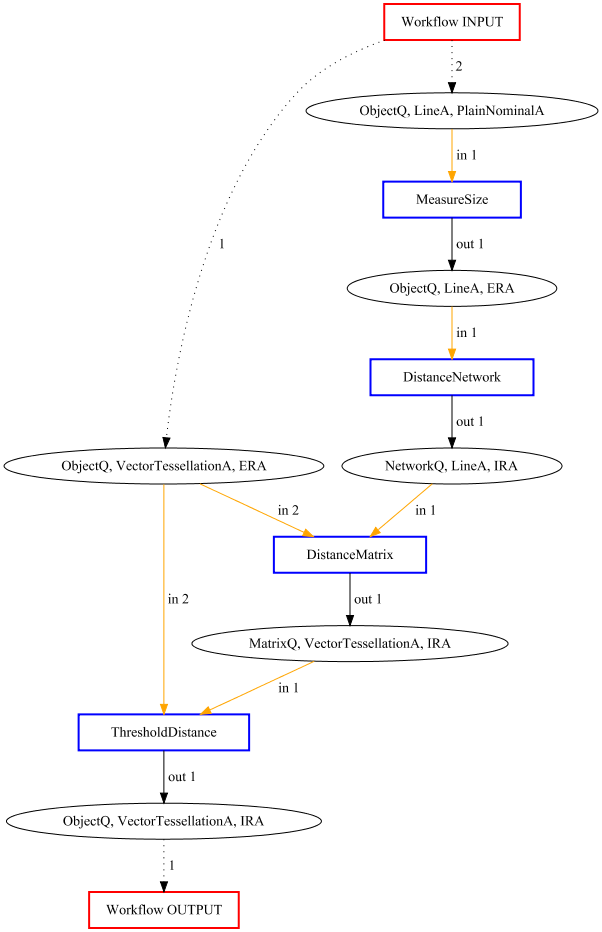 Workflow INPUT
2
ObjectQ, LineA, PlainNominalA
in 1
MeasureSize
1
out 1
ObjectQ, LineA, ERA
in 1
DistanceNetwork
out 1
ObjectQ, VectorTessellationA, ERA
NetworkQ, LineA, IRA
in 2
in 1
DistanceMatrix
in 2
out 1
MatrixQ, VectorTessellationA, IRA
in 1
ThresholdDistance
out 1
ObjectQ, VectorTessellationA, IRA
1
Workflow OUTPUT